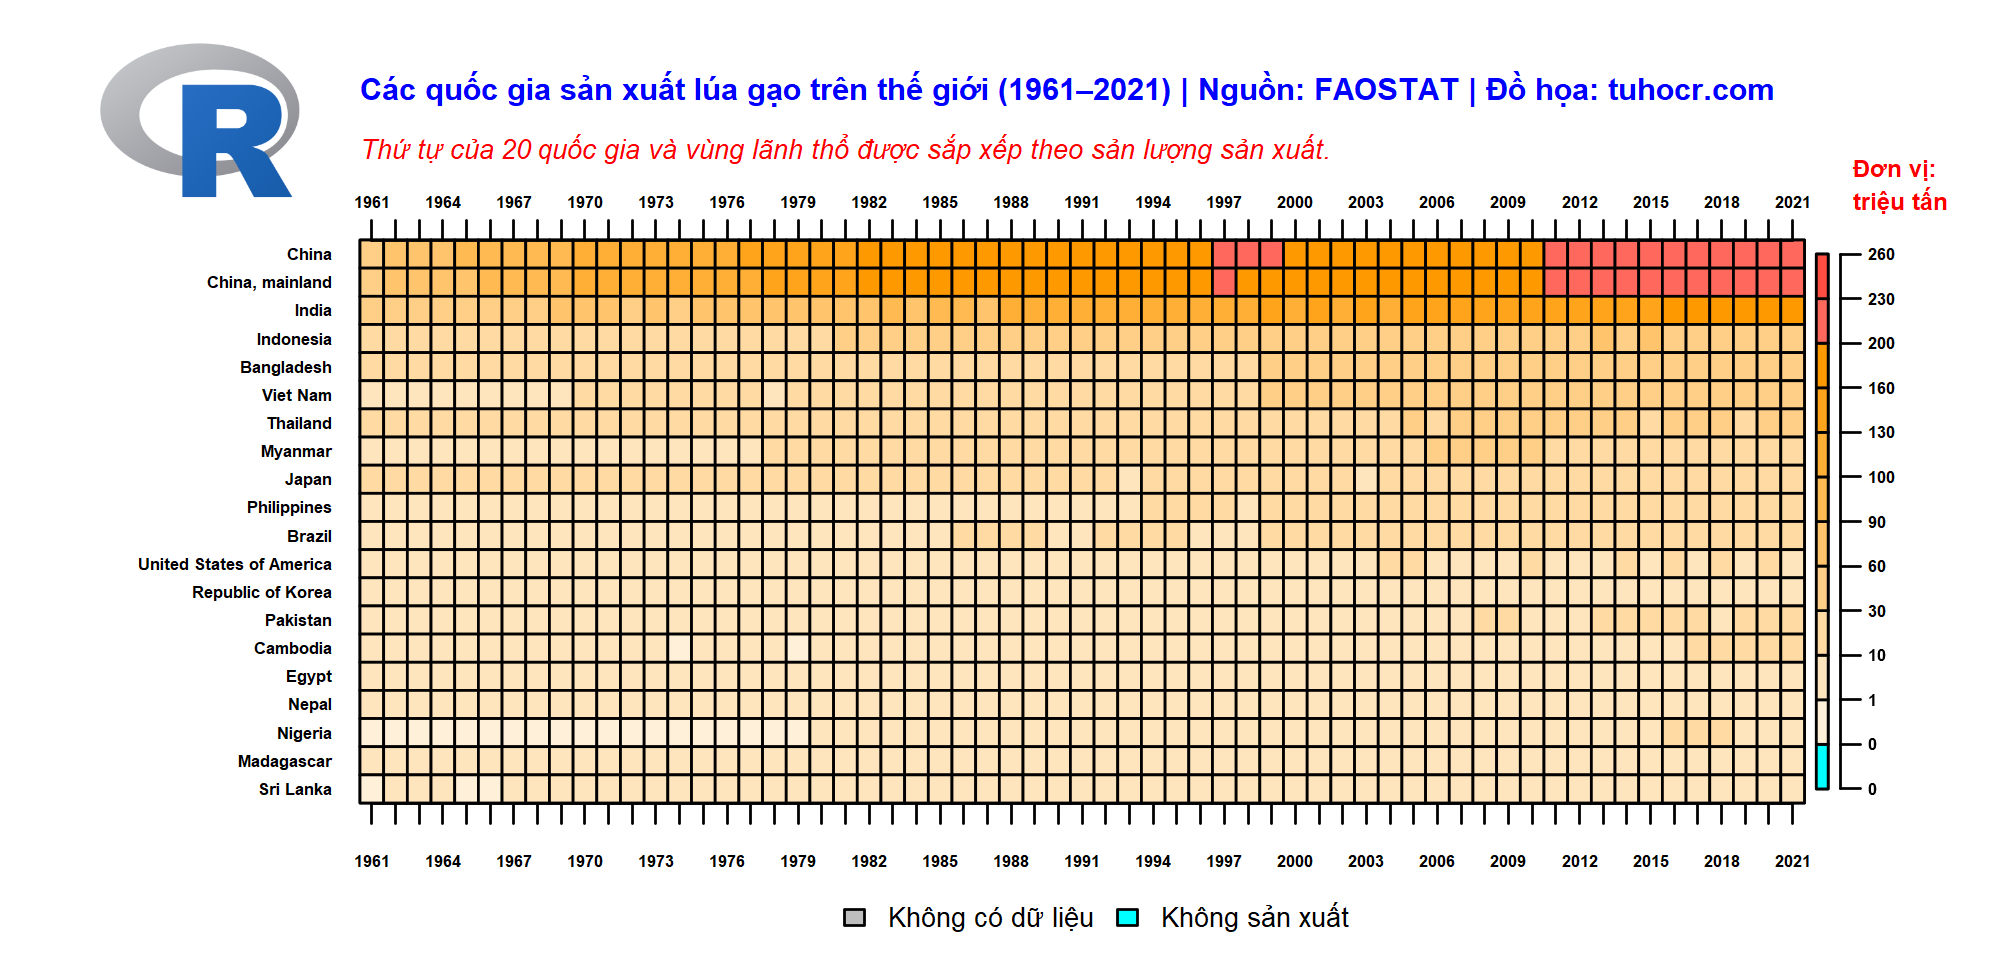 R
Các quốc gia sản xuất lúa gạo trên thế giới (1961–2021) | Nguồn: FAOSTAT | Đồ họa: tuhocr.com
Thứ tự của 20 quốc gia và vùng lãnh thổ được sắp xếp theo sản lượng sản xuất.
Đơn vị:
triệu tấn
1961 1964 1967 1970 1973 1976 1979 1982 1985 1988 1991 1994 1997 2000 2003 2006 2009 2012 2015 2018 2021
China
China, mainland
India
Indonesia
Bangladesh
Viet Nam
Thailand
Myanmar
Japan
Philippines
Brazil
United States of America
Republic of Korea
Pakistan
Cambodia
Egypt
Nepal
Nigeria
Madagascar
Sri Lanka
260
230
200
160
130
100
90
60
30
10
1
0
0
1961 1964 1967 1970 1973 1976 1979 1982 1985 1988 1991 1994 1997 2000 2003 2006 2009 2012 2015 2018 2021
Không có dữ liệu Không sản xuất